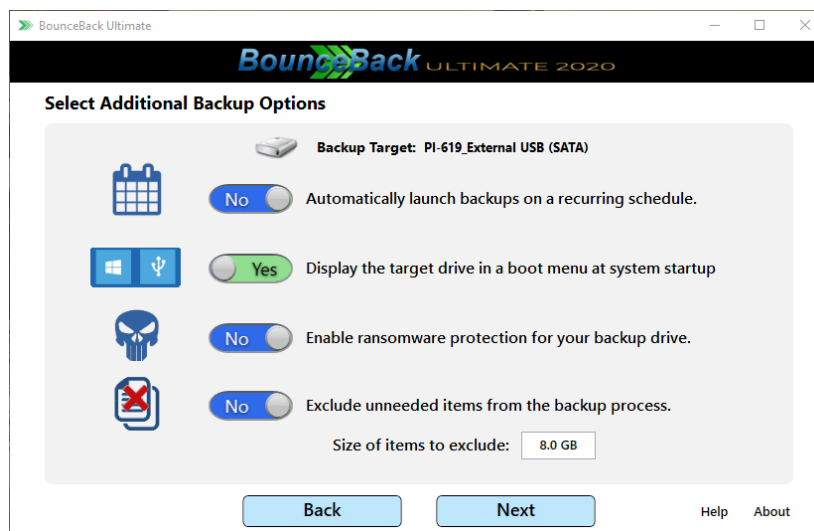 BounceBack Ultimate
BounceBack ULTIMATE 2020
Select Additional Backup Options
Backup Target: PI-619_External USB (SATA)
No Automatically launch backups on a recurring schedule.
Yes Display the target drive in a boot menu at system startup
No Enable ransomware protection for your backup drive.
No Exclude unneeded items from the backup process.
Size of items to exclude: 8.0 GB
Back Next Help About